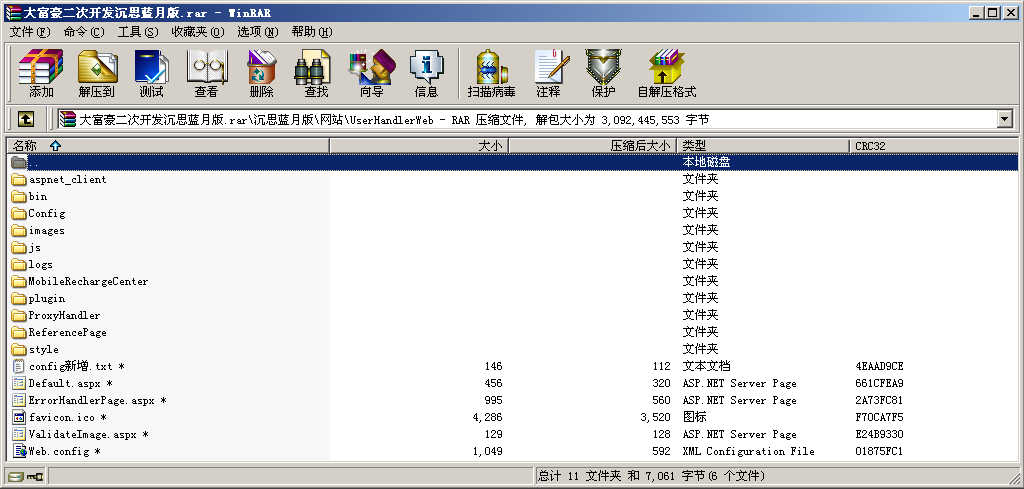 大富豪二次开发沉思蓝月版.rar - WinRAR
文件(F) 命令(C) 工具(S) 收藏夹(O) 选项(N) 帮助(H)
添加 解压到 测试 查看 删除 查找 向导 信息 扫描病毒 注释 保护 自解压格式
大富豪二次开发沉思蓝月版.rar\沉思蓝月版\网站\UserHandlerWeb - RAR 压缩文件, 解包大小为 3,092,445,553 字节
名称 大小 压缩后大小 类型 CRC32
.. 本地磁盘
aspnet_client 文件夹
bin 文件夹
Config 文件夹
images 文件夹
js 文件夹
logs 文件夹
MobileRechargeCenter 文件夹
plugin 文件夹
ProxyHandler 文件夹
ReferencePage 文件夹
style 文件夹
config新增.txt * 146 112 文本文档 4EAAD9CE
Default.aspx * 456 320 ASP.NET Server Page 661CFEA9
ErrorHandlerPage.aspx * 995 560 ASP.NET Server Page 2A73FC81
favicon.ico * 4,286 3,520 图标 F70CA7F5
ValidateImage.aspx * 129 128 ASP.NET Server Page E24B9330
Web.config * 1,049 592 XML Configuration File 01875FC1
总计 11 文件夹 和 7,061 字节(6 个文件)